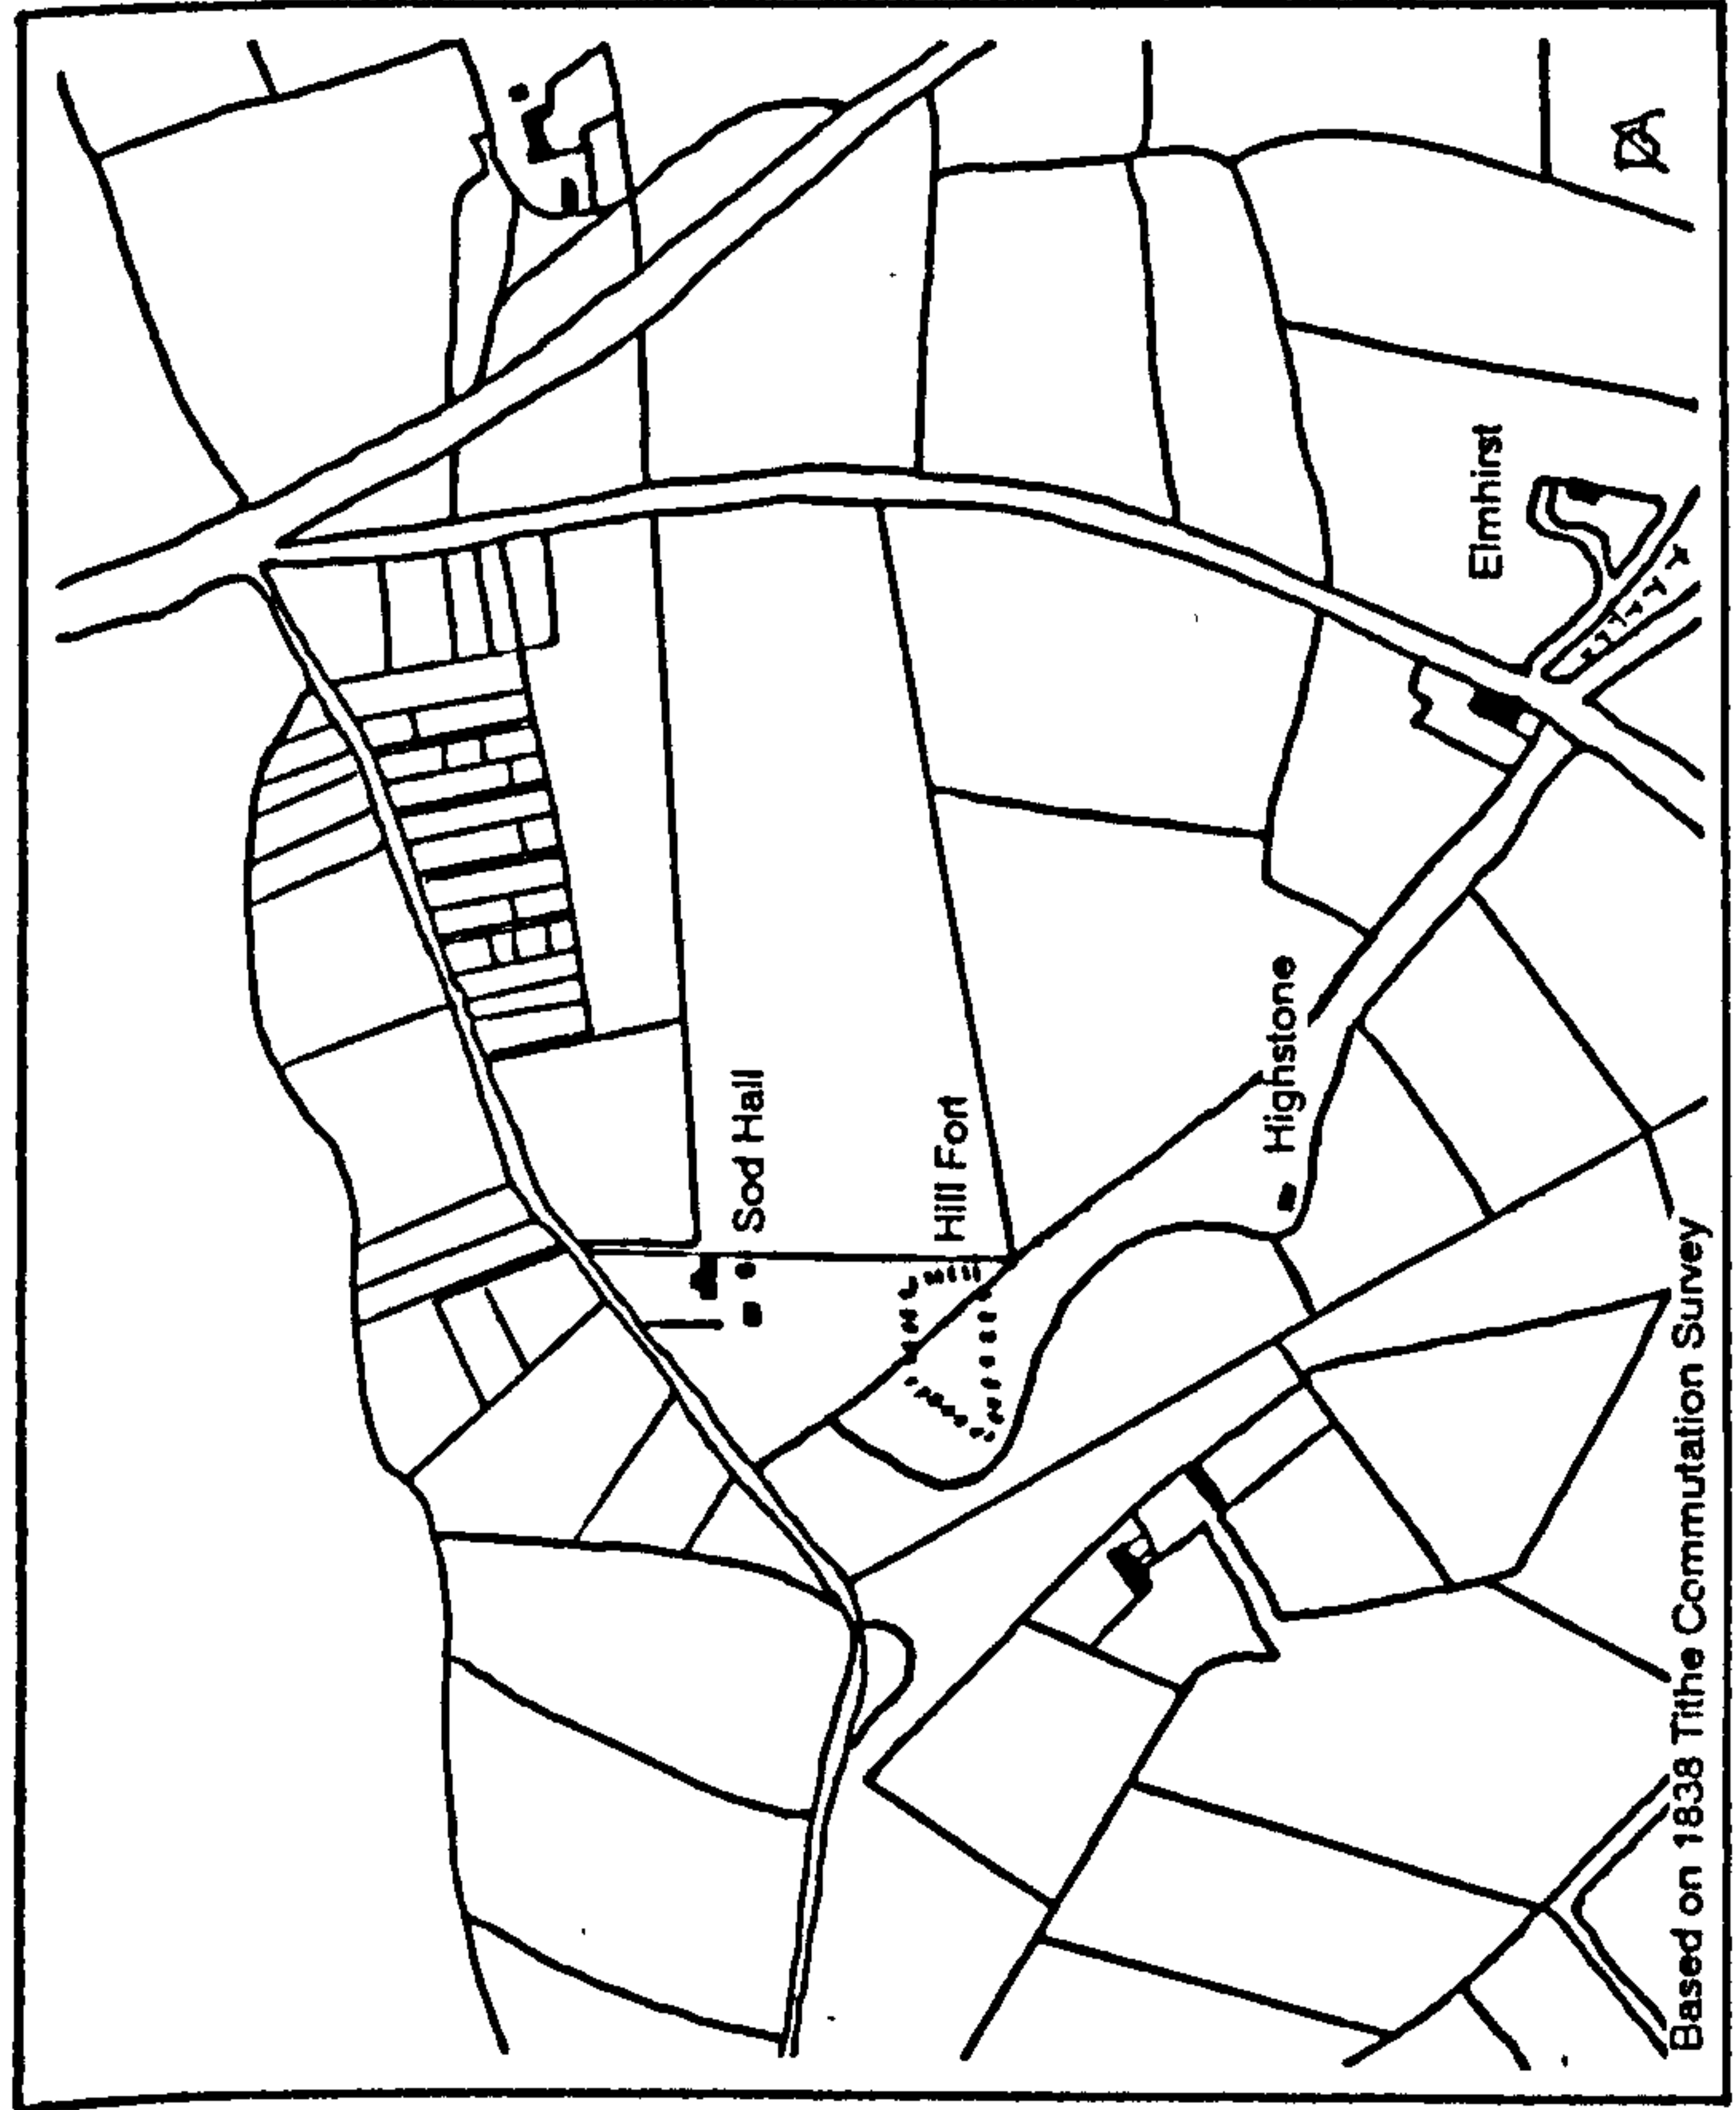 Sod Hall
Hill Fort
Highstone
Elmhirst
Based on 1838 Tithe Commutation Survey